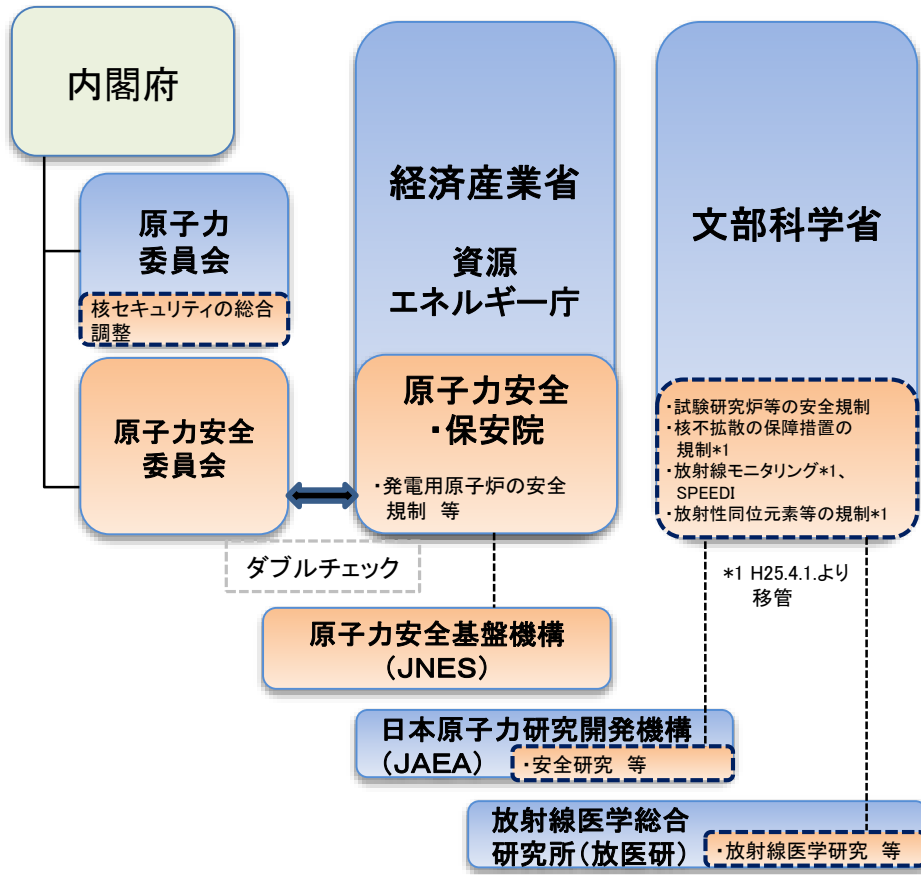 内閣府
原子力
委員会
核セキュリティの総合
調整
原子力安全
委員会
経済産業省
資源
エネルギー庁
原子力安全
・保安院
・発電用原子炉の安全
規制 等
ダブルチェック
文部科学省
・試験研究炉等の安全規制
・核不拡散の保障措置の
規制*1
・放射線モニタリング*1、
SPEEDI
・放射性同位元素等の規制*1
*1 H25.4.1.より
移管
原子力安全基盤機構
(JNES)
日本原子力研究開発機構
(JAEA)
・安全研究 等
放射線医学総合
研究所(放医研)
・放射線医学研究 等